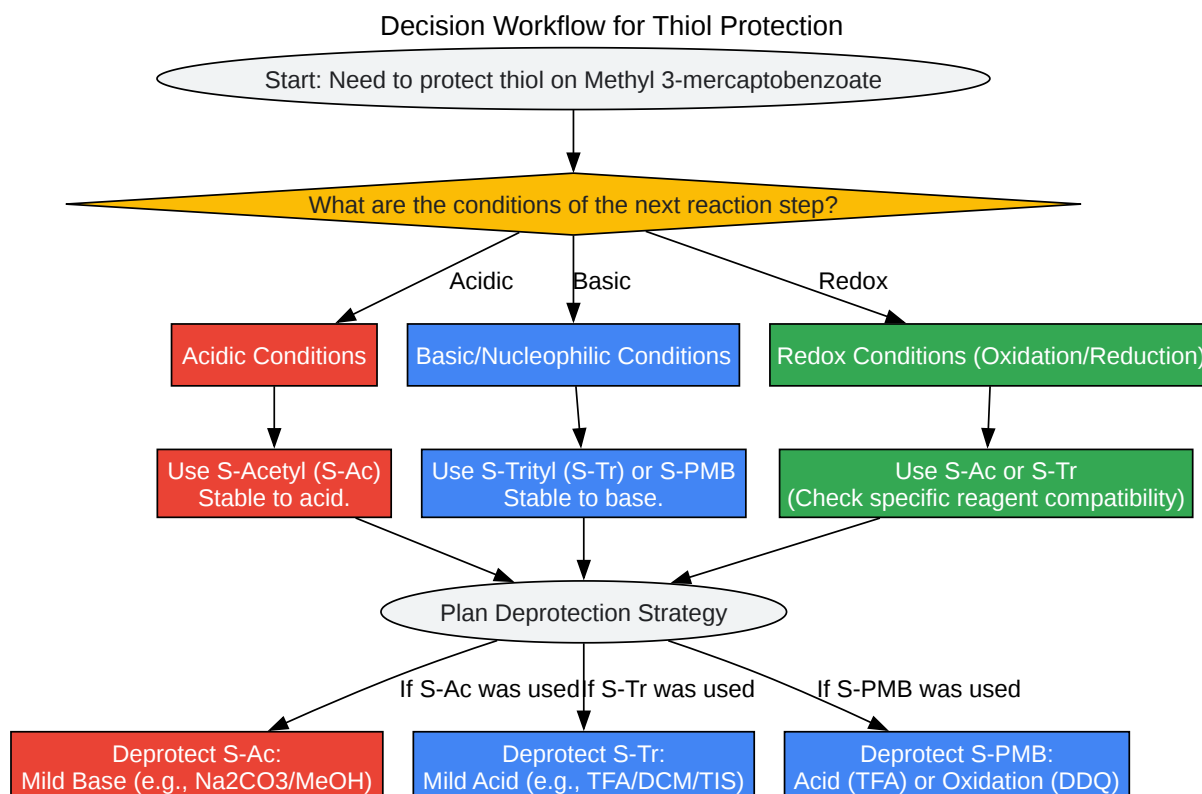 Decision Workflow for Thiol Protection
Start: Need to protect thiol on Methyl 3-mercaptobenzoate
What are the conditions of the next reaction step?
Acidic
Basic
Redox
Acidic Conditions
Basic/Nucleophilic Conditions
Redox Conditions (Oxidation/Reduction)
Use S-Acetyl (S-Ac)
Stable to acid.
Use S-Trityl (S-Tr) or S-PMB
Stable to base.
Use S-Ac or S-Tr
(Check specific reagent compatibility)
Plan Deprotection Strategy
If S-Ac was used
If S-Tr was used
If S-PMB was used
Deprotect S-Ac:
Mild Base (e.g., Na2CO3/MeOH)
Deprotect S-Tr:
Mild Acid (e.g., TFA/DCM/TIS)
Deprotect S-PMB:
Acid (TFA) or Oxidation (DDQ)